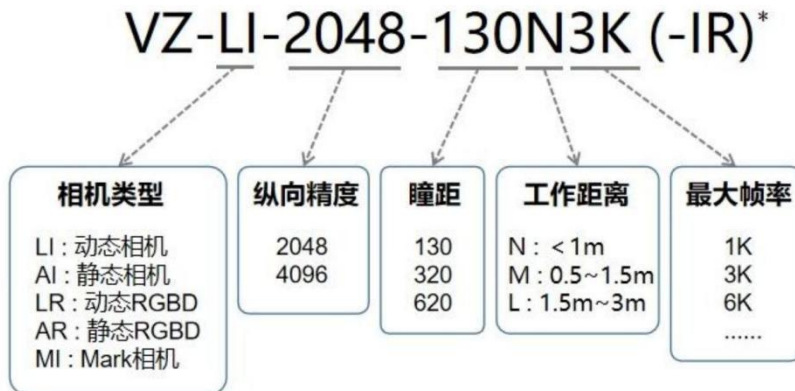 VZ-LI-2048-130N3K (-IR)*
相机类型
LI : 动态相机
AI : 静态相机
LR : 动态RGBD
AR : 静态RGBD
MI : Mark相机
纵向精度
2048
4096
瞳距
130
320
620
工作距离
N : <1m
M : 0.5~1.5m
L : 1.5m~3m
最大帧率
1K
3K
6K
......